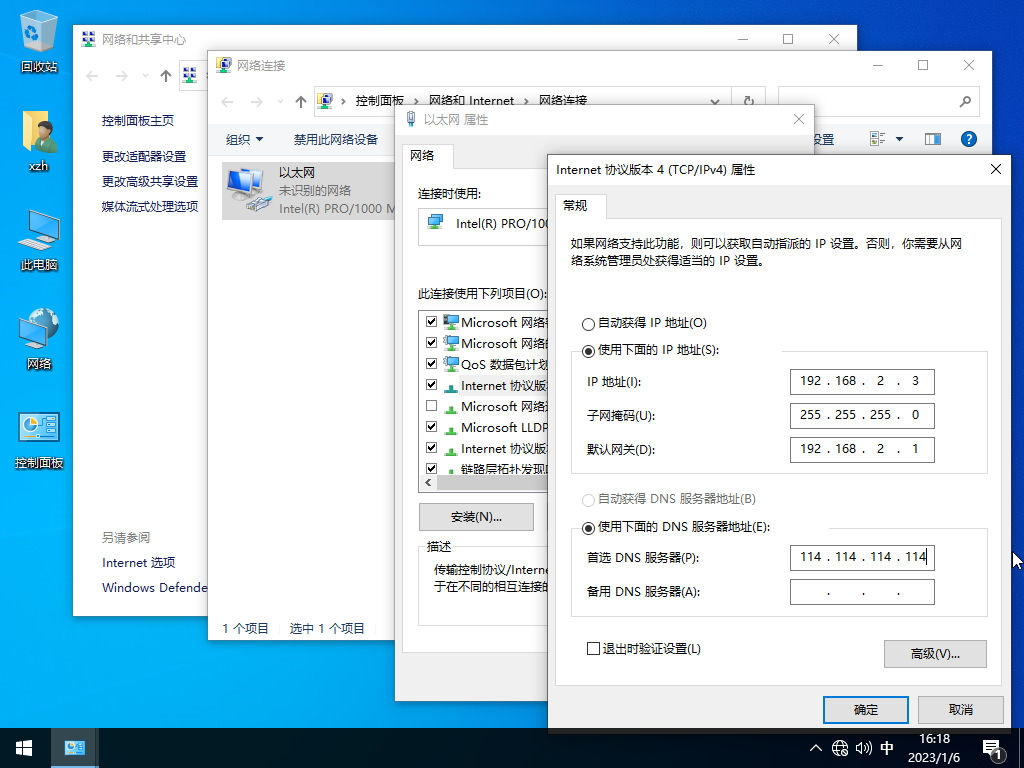 回收站
xzh
此电脑
网络
控制面板
网络和共享中心
控制面板主页
更改适配器设置
更改高级共享设置
媒体流式处理选项
另请参阅
Internet 选项
Windows Defende
网络连接
控制面板 › 网络和 Internet › 网络连接
组织
禁用此网络设备
设置
以太网
未识别的网络
Intel(R) PRO/1000 M
1 个项目
选中 1 个项目
以太网 属性
网络
连接时使用:
Intel(R) PRO/100
此连接使用下列项目(O):
Microsoft 网络
Microsoft 网络
QoS 数据包计划
Internet 协议版
Microsoft 网络
Microsoft LLDP
Internet 协议版
链路层拓扑发现
安装(N)...
描述
传输控制协议/Interne
于在不同的相互连接的
Internet 协议版本 4 (TCP/IPv4) 属性
常规
如果网络支持此功能，则可以获取自动指派的 IP 设置。否则，你需要从网
络系统管理员处获得适当的 IP 设置。
自动获得 IP 地址(O)
使用下面的 IP 地址(S):
IP 地址(I):
192 . 168 . 2 . 3
子网掩码(U):
255 . 255 . 255 . 0
默认网关(D):
192 . 168 . 2 . 1
自动获得 DNS 服务器地址(B)
使用下面的 DNS 服务器地址(E):
首选 DNS 服务器(P):
114 . 114 . 114 . 114
备用 DNS 服务器(A):
. . .
退出时验证设置(L)
高级(V)...
确定
取消
中
16:18
2023/1/6
1